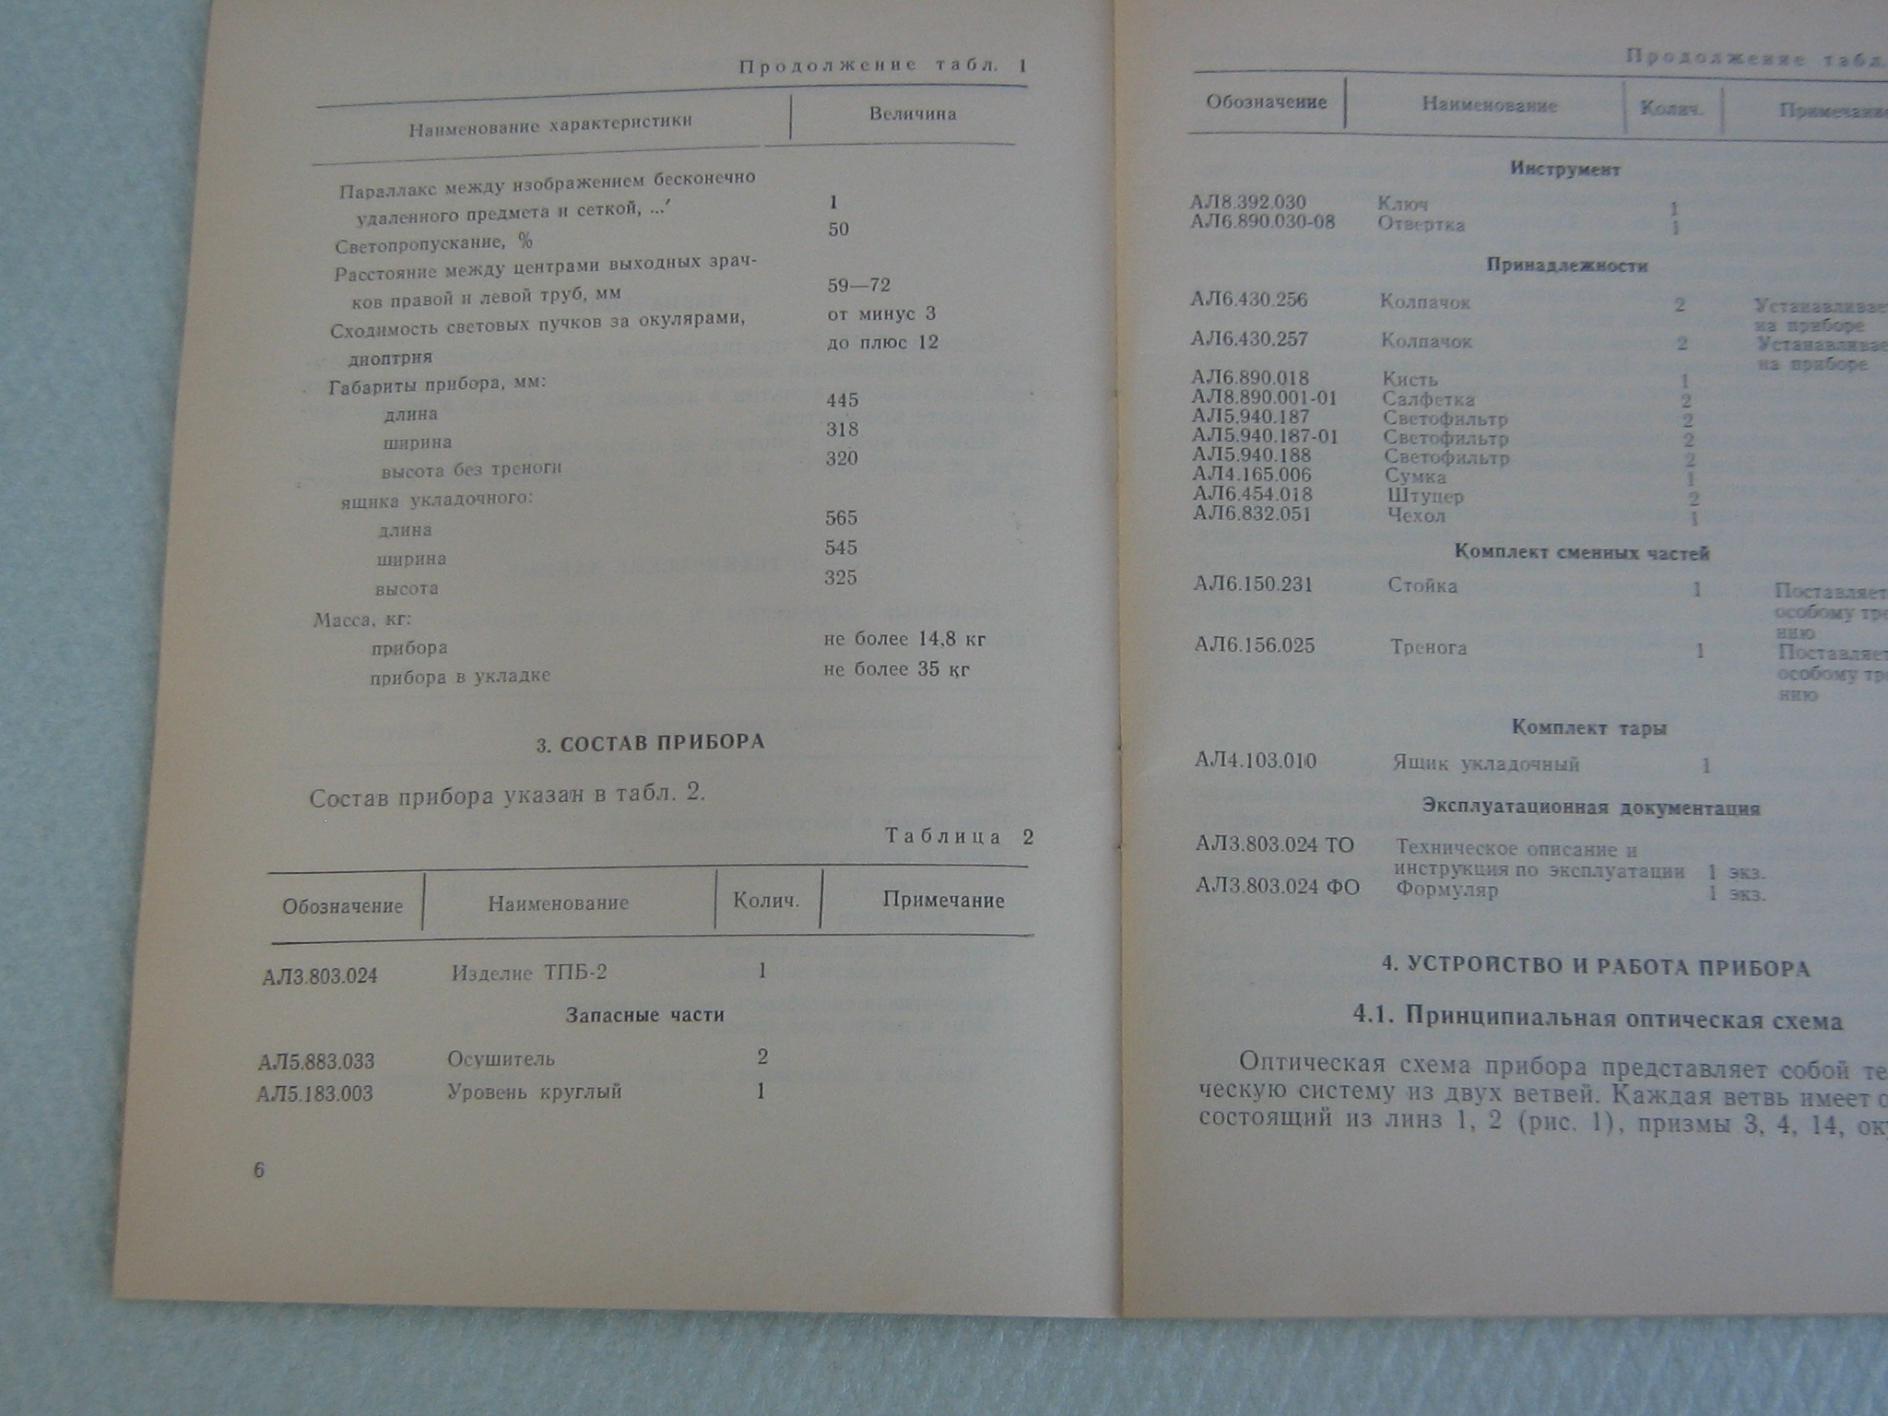 Продолжение табл. 1
Наименование характеристики Величина
Параллакс между изображением бесконечно
удаленного предмета и сеткой, ...′ 1
Светопропускание, % 50
Расстояние между центрами выходных зрач-
ков правой и левой труб, мм 59—72
Сходимость световых пучков за окулярами, от минус 3
диоптрия до плюс 12
Габариты прибора, мм:
длина 445
ширина 318
высота без треноги 320
ящика укладочного:
длина 565
ширина 545
высота 325
Масса, кг:
прибора не более 14,8 кг
прибора в укладке не более 35 кг
3. СОСТАВ ПРИБОРА
Состав прибора указан в табл. 2.
Таблица 2
Обозначение Наименование Колич. Примечание
АЛ3.803.024 Изделие ТПБ-2 1
Запасные части
АЛ5.883.033 Осушитель 2
АЛ5.183.003 Уровень круглый 1
6
Продолжение табл.
Обозначение Наименование Колич. Примечание
Инструмент
АЛ8.392.030 Ключ 1
АЛ6.890.030-08 Отвертка 1
Принадлежности
АЛ6.430.256 Колпачок 2 Устанавливае
на приборе
АЛ6.430.257 Колпачок 2 Устанавливае
на приборе
АЛ6.890.018 Кисть 1
АЛ8.890.001-01 Салфетка 2
АЛ5.940.187 Светофильтр 2
АЛ5.940.187-01 Светофильтр 2
АЛ5.940.188 Светофильтр 2
АЛ4.165.006 Сумка 1
АЛ6.454.018 Штуцер 2
АЛ6.832.051 Чехол 1
Комплект сменных частей
АЛ6.150.231 Стойка 1 Поставляет
особому тре
нию
АЛ6.156.025 Тренога 1 Поставляет
особому тре
нию
Комплект тары
АЛ4.103.010 Ящик укладочный 1
Эксплуатационная документация
АЛ3.803.024 ТО Техническое описание и
инструкция по эксплуатации 1 экз.
АЛ3.803.024 ФО Формуляр 1 экз.
4. УСТРОЙСТВО И РАБОТА ПРИБОРА
4.1. Принципиальная оптическая схема
Оптическая схема прибора представляет собой те
ческую систему из двух ветвей. Каждая ветвь имеет о
состоящий из линз 1, 2 (рис. 1), призмы 3, 4, 14, ок